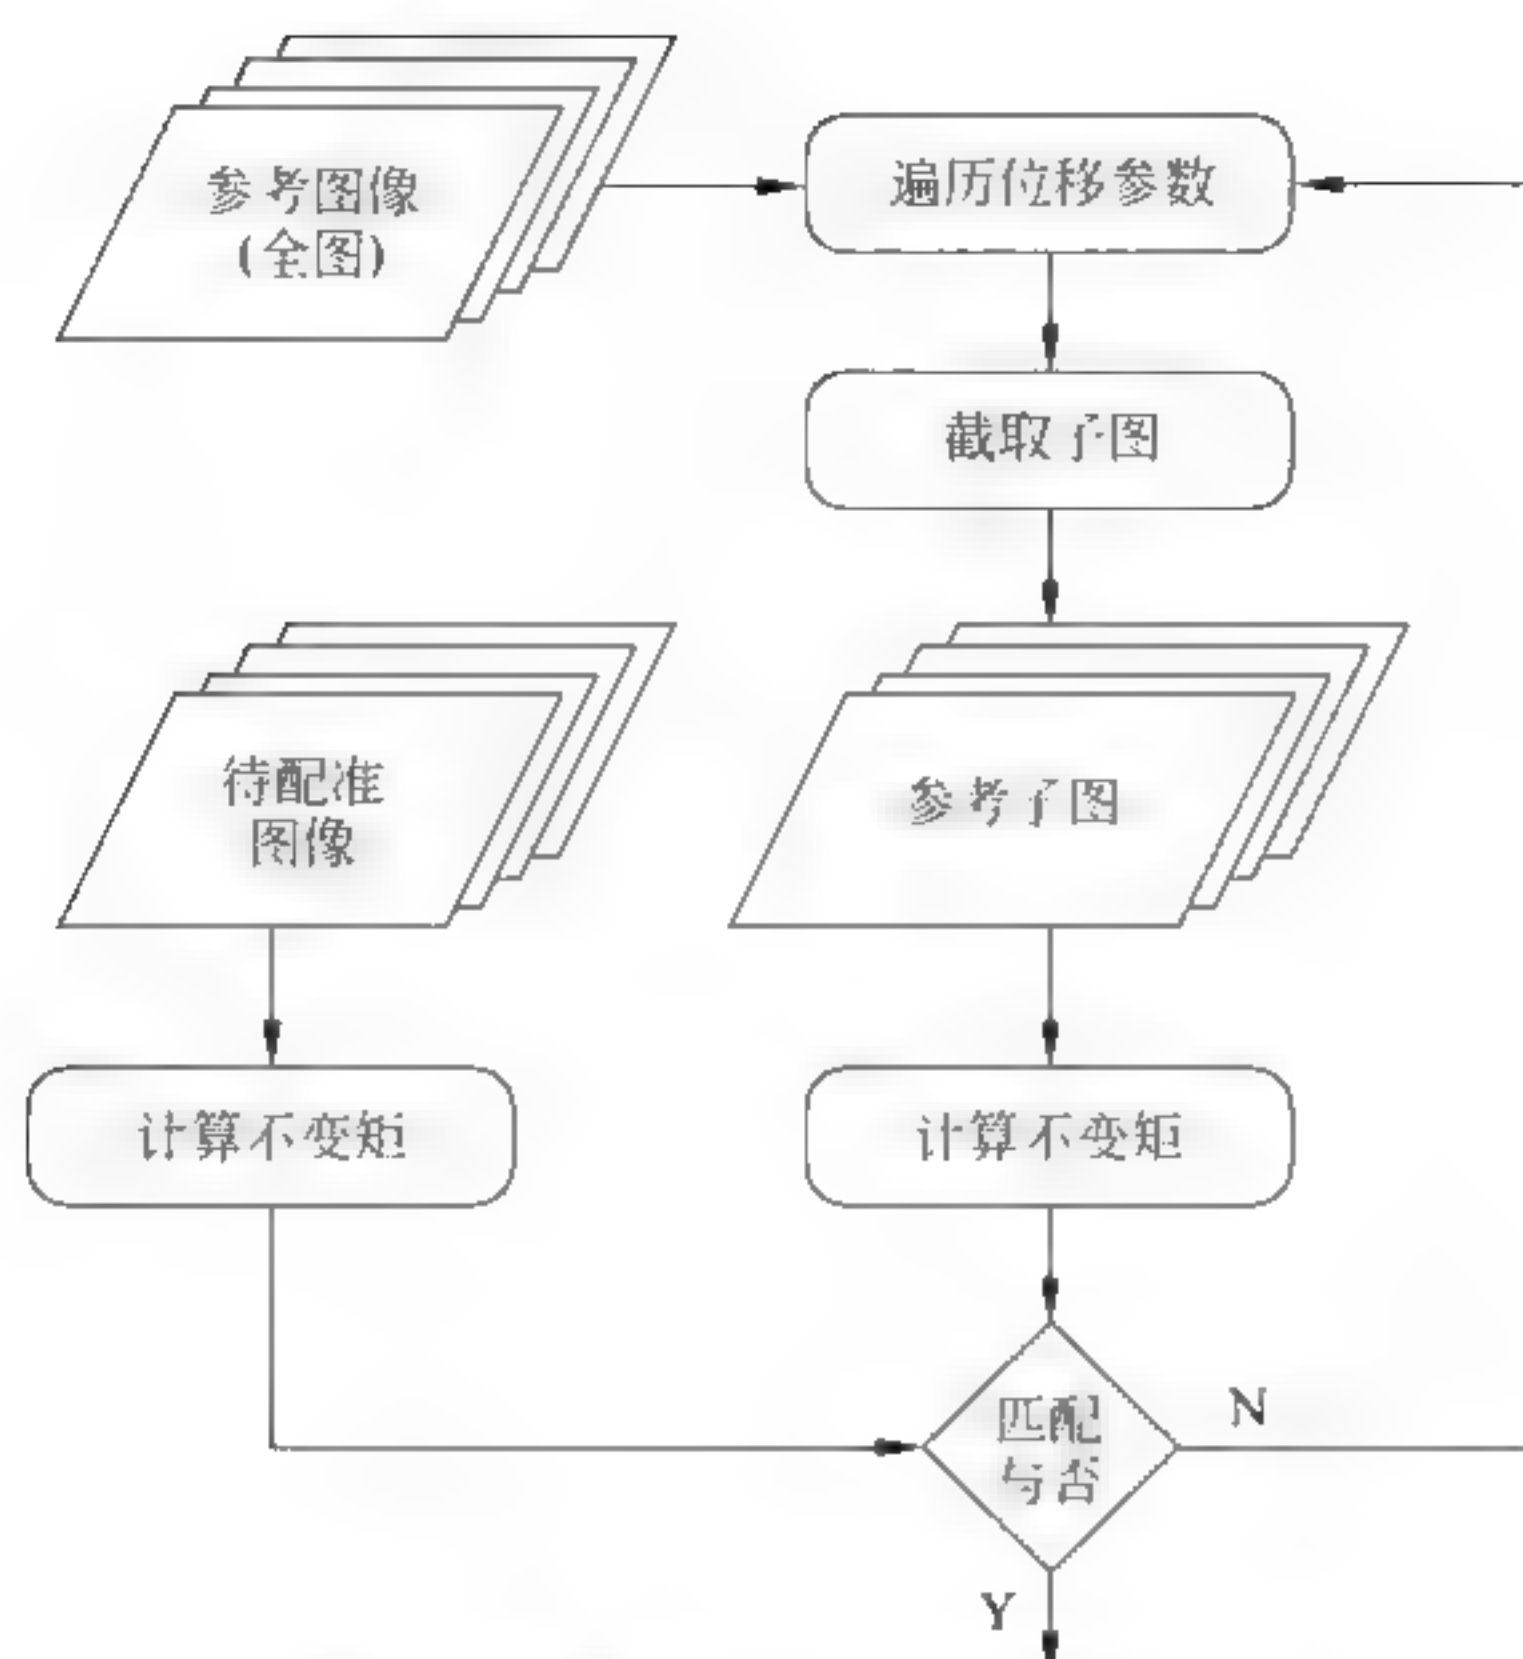 参考图像
(全图)
遍历位移参数
截取子图
待配准
图像
参考子图
计算不变矩
计算不变矩
匹配
与否
N
Y